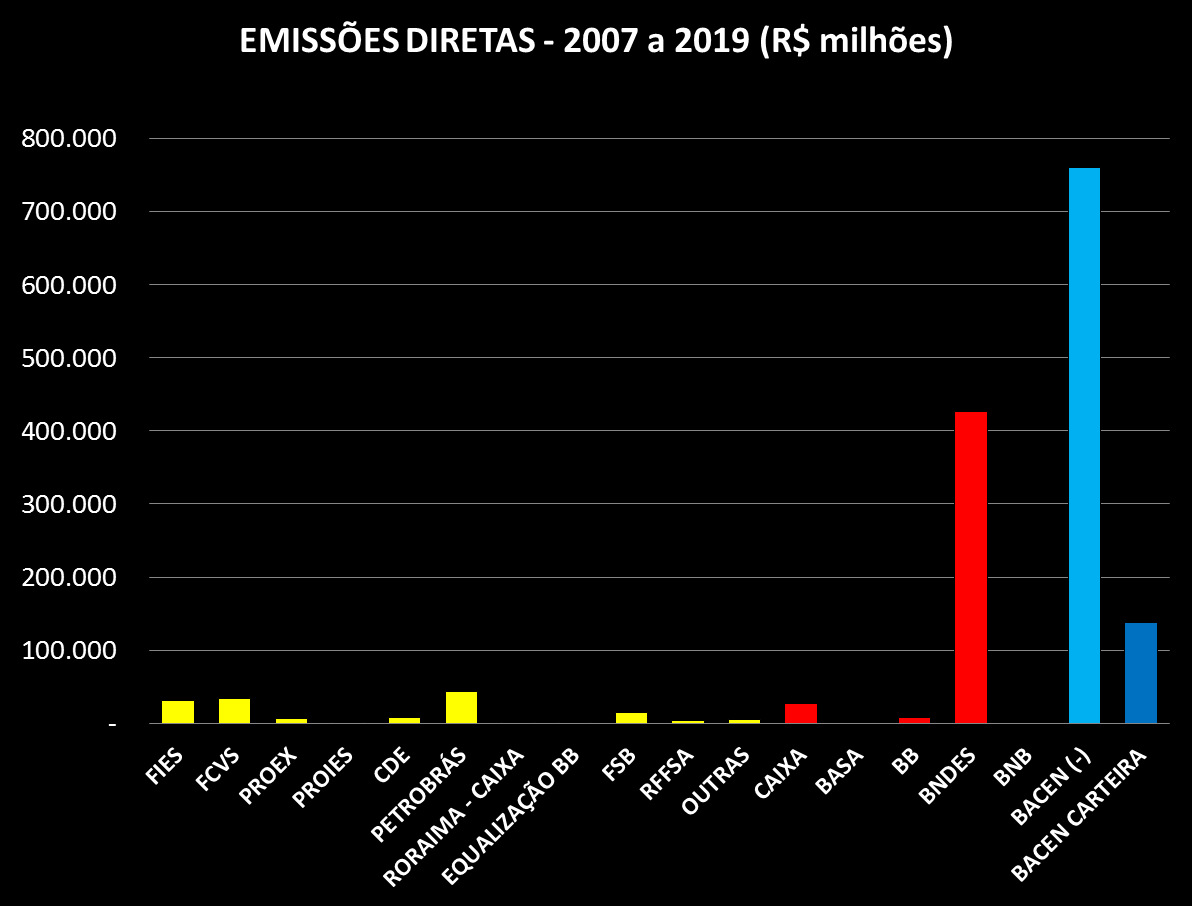 EMISSÕES DIRETAS - 2007 a 2019 (R$ milhões)
800.000
700.000
600.000
500.000
400.000
300.000
200.000
100.000
-
FIES
FCVS
PROEX
PROIES
CDE
PETROBRÁS
RORAIMA - CAIXA
EQUALIZAÇÃO BB
FSB
RFFSA
OUTRAS
CAIXA
BASA
BB
BNDES
BNB
BACEN (-)
BACEN CARTEIRA